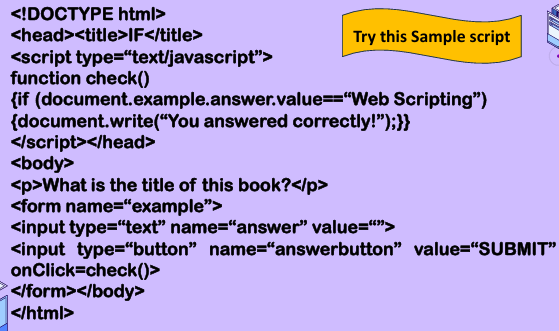 <!DOCTYPE html>
<head><title>IF</title>
Try this Sample script
<script type=“text/javascript”>
function check()
{if (document.example.answer.value==“Web Scripting”)
{document.write(“You answered correctly!”);}}
</script></head>
<body>
<p>What is the title of this book?</p>
<form name=“example”>
<input type=“text” name=“answer” value=“”>
<input type=“button” name=“answerbutton” value=“SUBMIT”
onClick=check()>
</form></body>
</html>